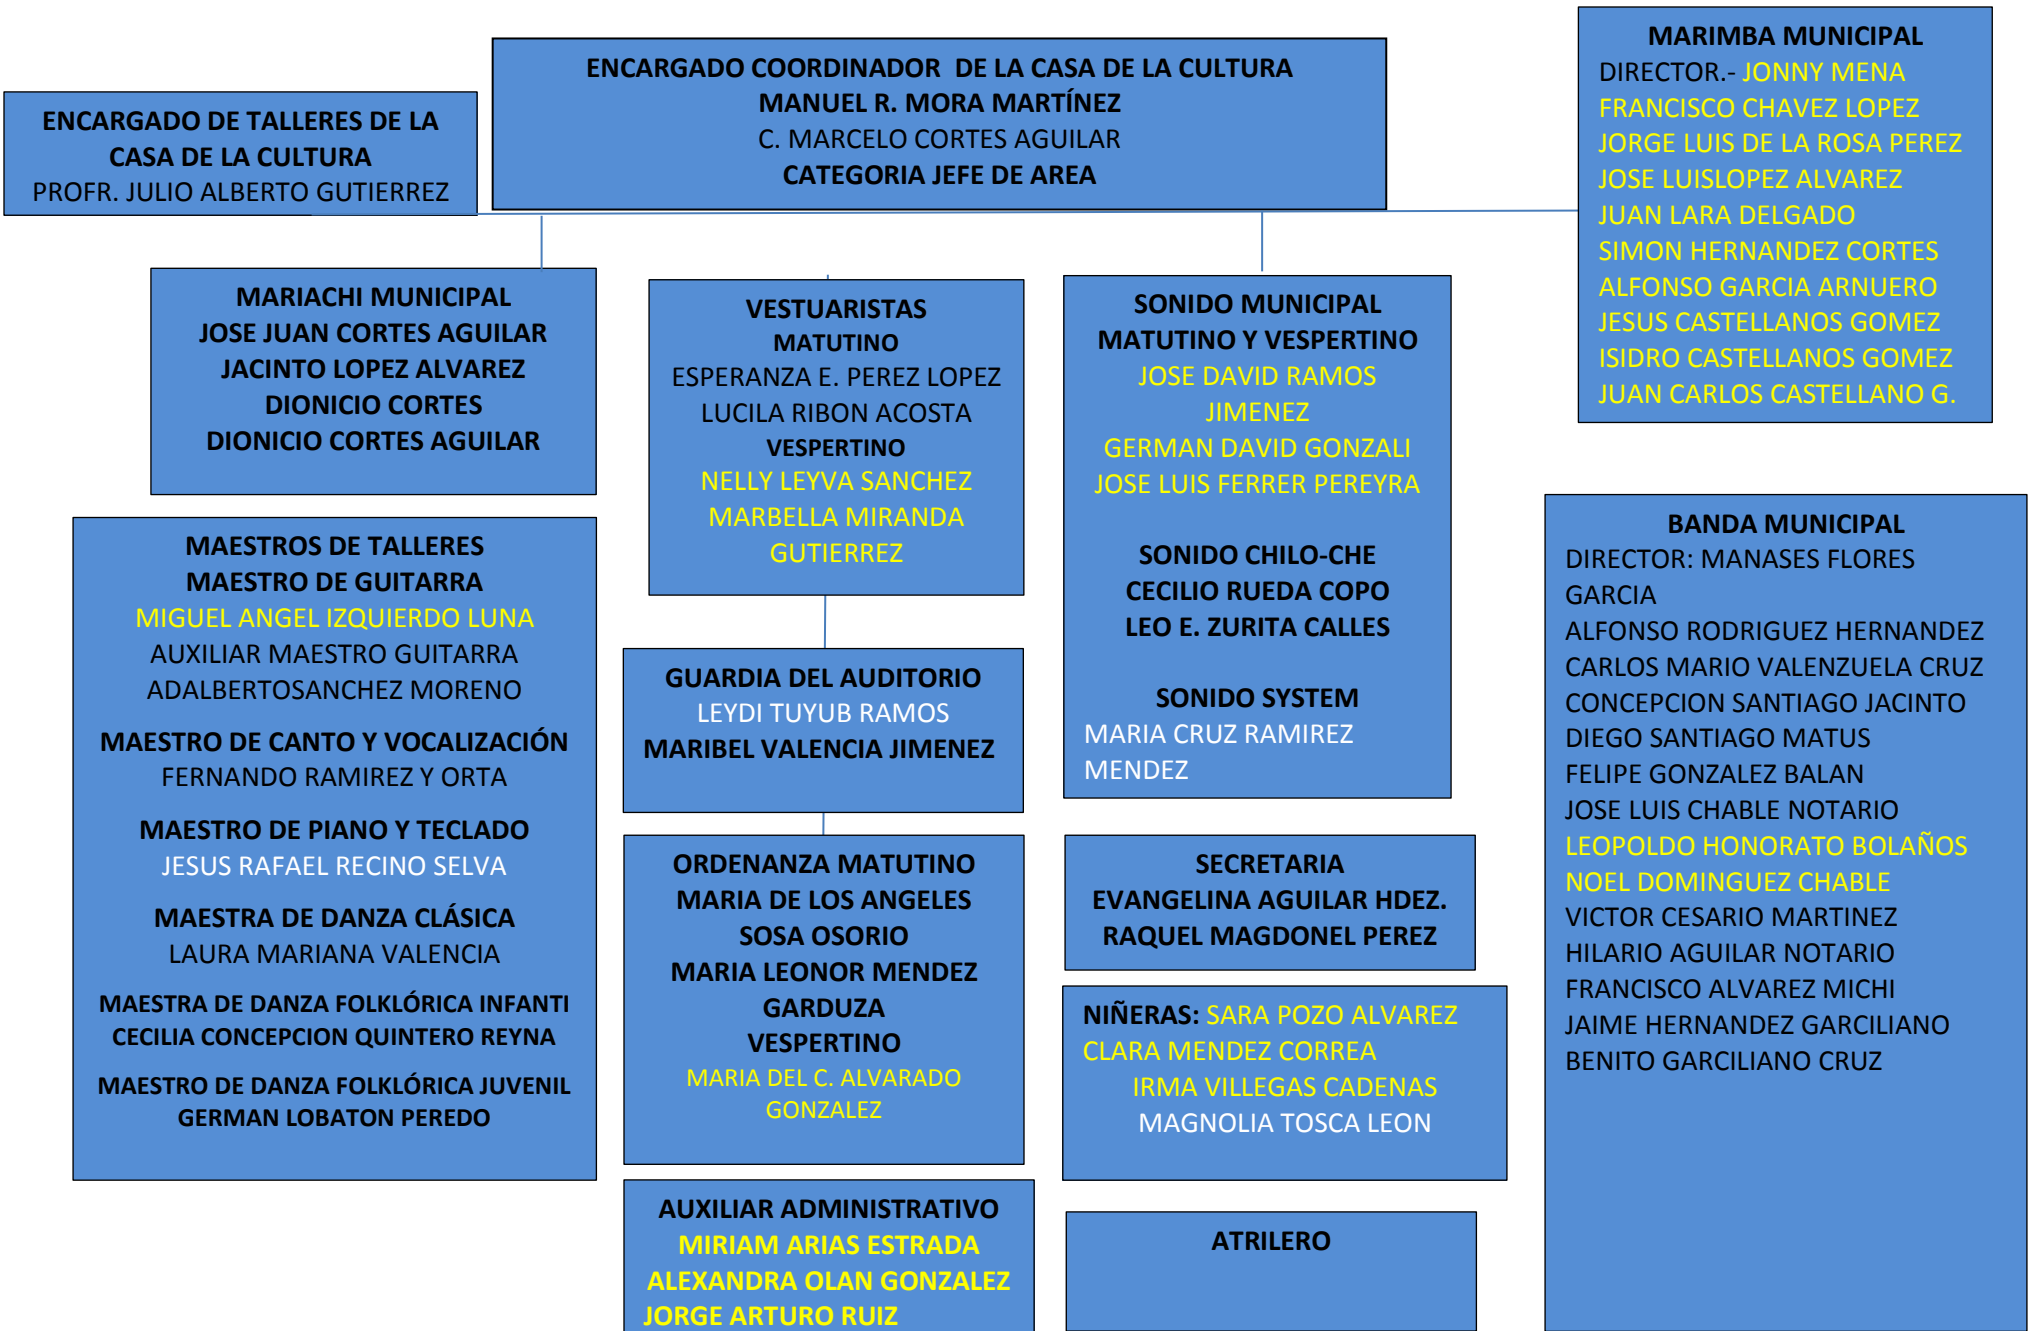 ENCARGADO COORDINADOR  DE LA CASA DE LA CULTURA
MANUEL R. MORA MARTÍNEZ
C. MARCELO CORTES AGUILAR
CATEGORIA JEFE DE AREA
ENCARGADO DE TALLERES DE LA
CASA DE LA CULTURA
PROFR. JULIO ALBERTO GUTIERREZ
MARIMBA MUNICIPAL
DIRECTOR.- JONNY MENA
FRANCISCO CHAVEZ LOPEZ
JORGE LUIS DE LA ROSA PEREZ
JOSE LUISLOPEZ ALVAREZ
JUAN LARA DELGADO
SIMON HERNANDEZ CORTES
ALFONSO GARCIA ARNUERO
JESUS CASTELLANOS GOMEZ
ISIDRO CASTELLANOS GOMEZ
JUAN CARLOS CASTELLANO G.
MARIACHI MUNICIPAL
JOSE JUAN CORTES AGUILAR
JACINTO LOPEZ ALVAREZ
DIONICIO CORTES
DIONICIO CORTES AGUILAR
VESTUARISTAS
MATUTINO
ESPERANZA E. PEREZ LOPEZ
LUCILA RIBON ACOSTA
VESPERTINO
NELLY LEYVA SANCHEZ
MARBELLA MIRANDA
GUTIERREZ
SONIDO MUNICIPAL
MATUTINO Y VESPERTINO
JOSE DAVID RAMOS
JIMENEZ
GERMAN DAVID GONZALI
JOSE LUIS FERRER PEREYRA
SONIDO CHILO-CHE
CECILIO RUEDA COPO
LEO E. ZURITA CALLES
SONIDO SYSTEM
MARIA CRUZ RAMIREZ
MENDEZ
BANDA MUNICIPAL
DIRECTOR: MANASES FLORES
GARCIA
ALFONSO RODRIGUEZ HERNANDEZ
CARLOS MARIO VALENZUELA CRUZ
CONCEPCION SANTIAGO JACINTO
DIEGO SANTIAGO MATUS
FELIPE GONZALEZ BALAN
JOSE LUIS CHABLE NOTARIO
LEOPOLDO HONORATO BOLAÑOS
NOEL DOMINGUEZ CHABLE
VICTOR CESARIO MARTINEZ
HILARIO AGUILAR NOTARIO
FRANCISCO ALVAREZ MICHI
JAIME HERNANDEZ GARCILIANO
BENITO GARCILIANO CRUZ
MAESTROS DE TALLERES
MAESTRO DE GUITARRA
MIGUEL ANGEL IZQUIERDO LUNA
AUXILIAR MAESTRO GUITARRA
ADALBERTOSANCHEZ MORENO
MAESTRO DE CANTO Y VOCALIZACIÓN
FERNANDO RAMIREZ Y ORTA
MAESTRO DE PIANO Y TECLADO
JESUS RAFAEL RECINO SELVA
MAESTRA DE DANZA CLÁSICA
LAURA MARIANA VALENCIA
MAESTRA DE DANZA FOLKLÓRICA INFANTI
CECILIA CONCEPCION QUINTERO REYNA
MAESTRO DE DANZA FOLKLÓRICA JUVENIL
GERMAN LOBATON PEREDO
GUARDIA DEL AUDITORIO
LEYDI TUYUB RAMOS
MARIBEL VALENCIA JIMENEZ
ORDENANZA MATUTINO
MARIA DE LOS ANGELES
SOSA OSORIO
MARIA LEONOR MENDEZ
GARDUZA
VESPERTINO
MARIA DEL C. ALVARADO
GONZALEZ
SECRETARIA
EVANGELINA AGUILAR HDEZ.
RAQUEL MAGDONEL PEREZ
NIÑERAS: SARA POZO ALVAREZ
CLARA MENDEZ CORREA
IRMA VILLEGAS CADENAS
MAGNOLIA TOSCA LEON
AUXILIAR ADMINISTRATIVO
MIRIAM ARIAS ESTRADA
ALEXANDRA OLAN GONZALEZ
JORGE ARTURO RUIZ
ATRILERO